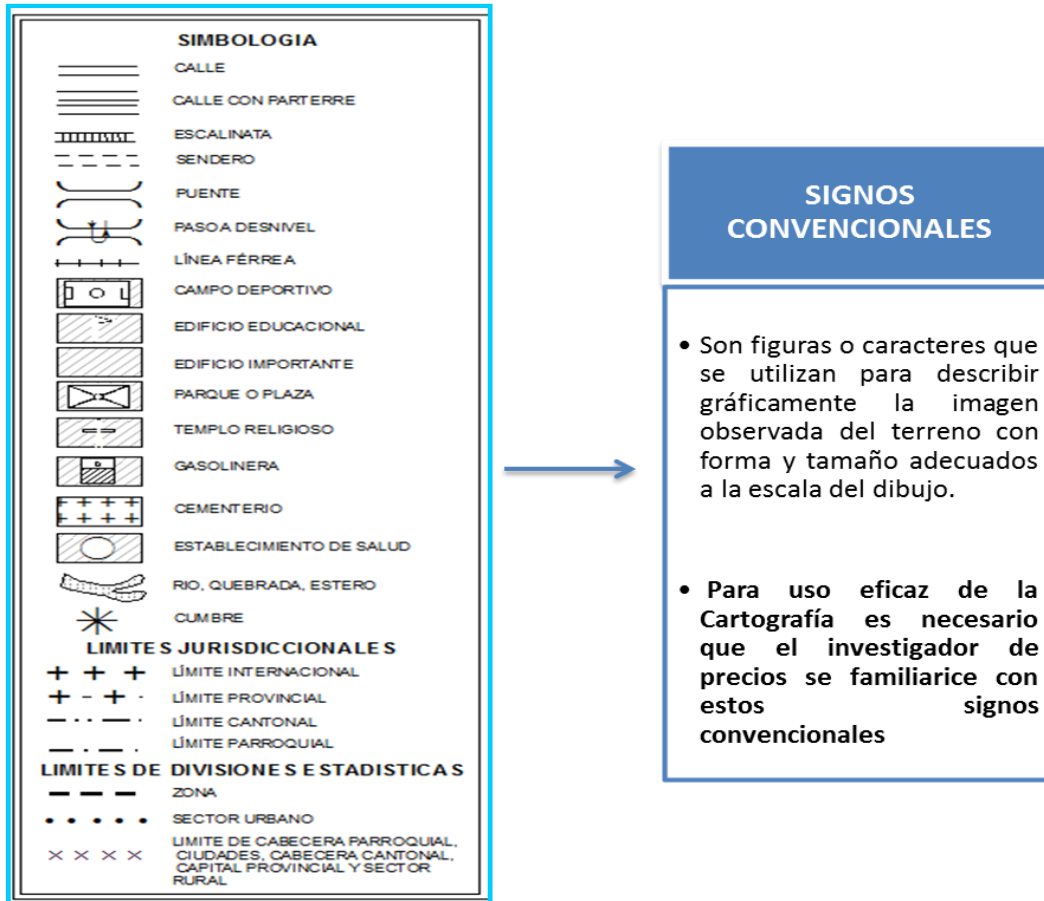 SIMBOLOGIA
CALLE
CALLE CON PARTERRE
ESCALINATA
SENDERO
PUENTE
PASO A DESNIVEL
LÍNEA FÉRREA
CAMPO DEPORTIVO
EDIFICIO EDUCACIONAL
EDIFICIO IMPORTANTE
PARQUE O PLAZA
TEMPLO RELIGIOSO
GASOLINERA
CEMENTERIO
ESTABLECIMIENTO DE SALUD
RIO, QUEBRADA, ESTERO
CUMBRE
LIMITES JURISDICCIONALES
LÍMITE INTERNACIONAL
LÍMITE PROVINCIAL
LÍMITE CANTONAL
LÍMITE PARROQUIAL
LIMITES DE DIVISIONES ESTADISTICAS
ZONA
SECTOR URBANO
LIMITE DE CABECERA PARROQUIAL,
CIUDADES, CABECERA CANTONAL,
CAPITAL PROVINCIAL Y SECTOR
RURAL
SIGNOS
CONVENCIONALES
• Son figuras o caracteres que
se utilizan para describir
gráficamente la imagen
observada del terreno con
forma y tamaño adecuados
a la escala del dibujo.
• Para uso eficaz de la
Cartografía es necesario
que el investigador de
precios se familiarice con
estos signos
convencionales